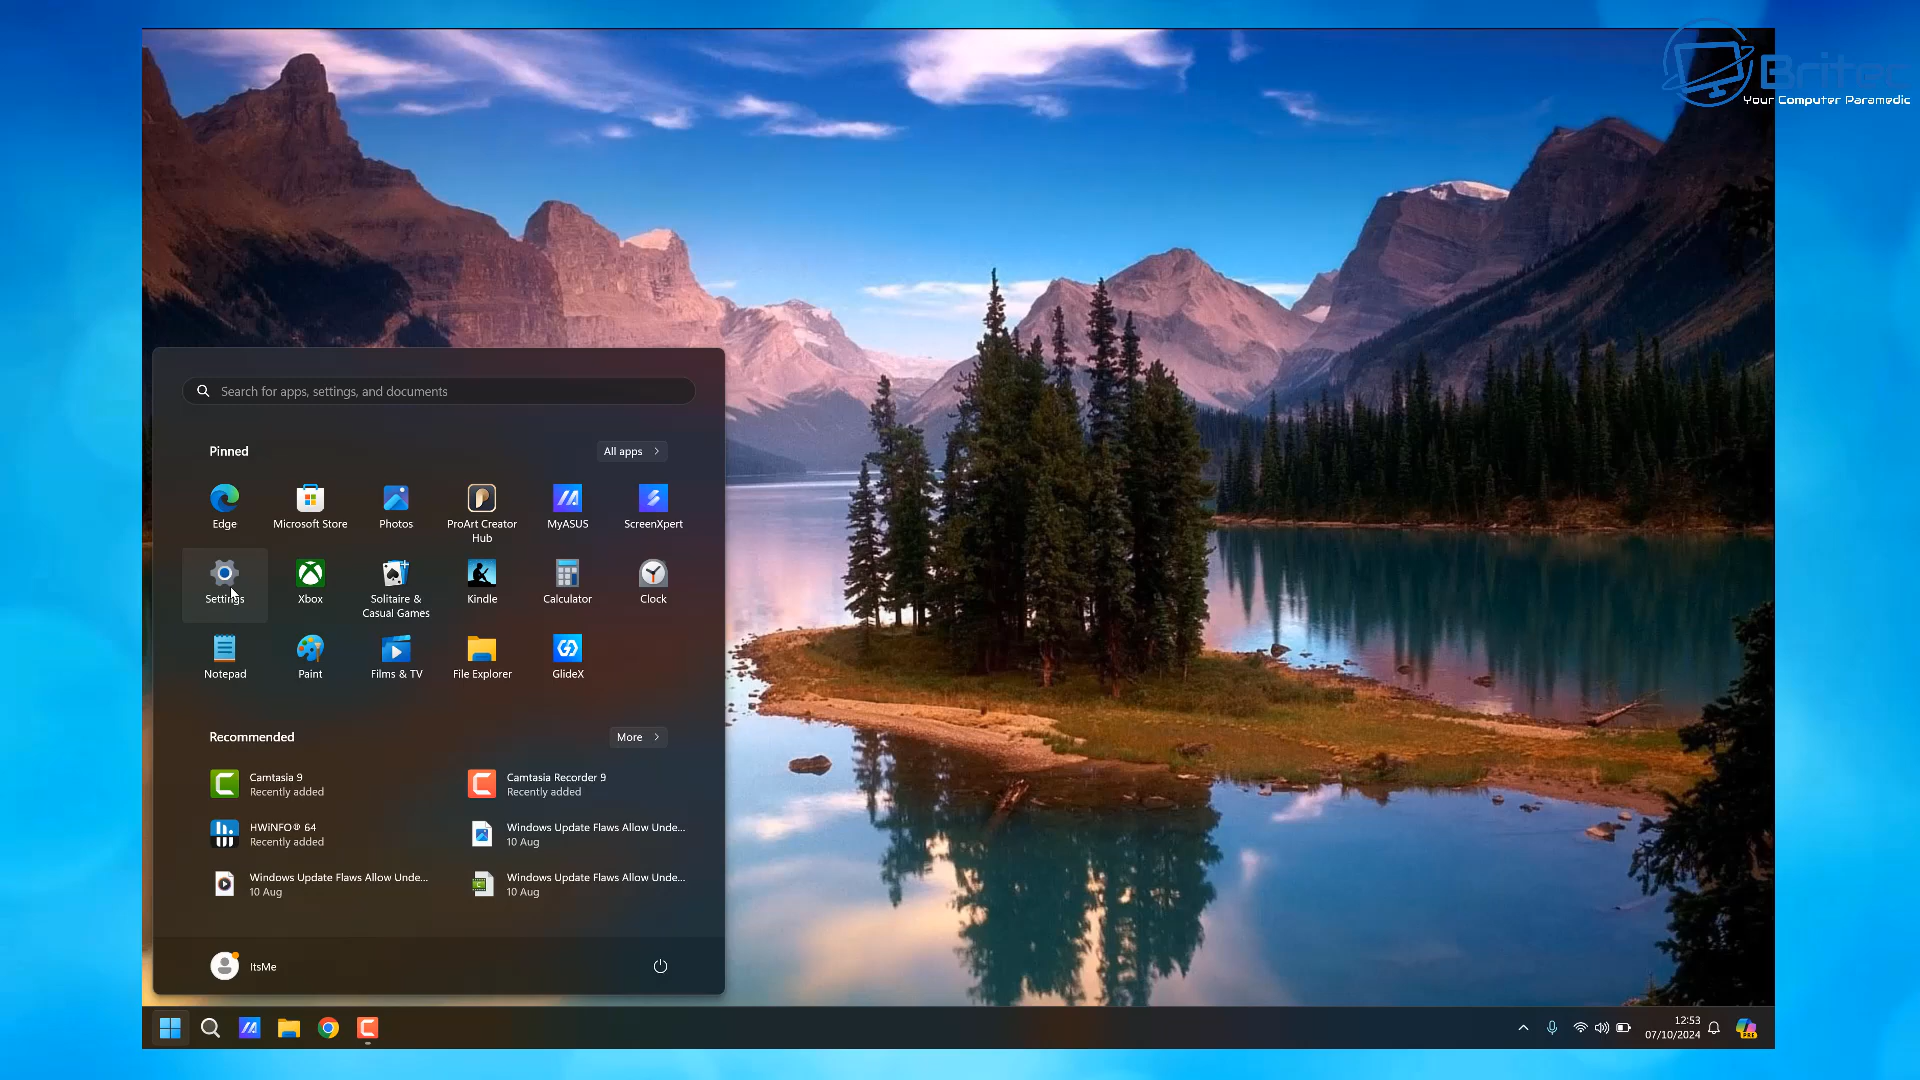 Britec
Your Computer Paramedic
Search for apps, settings, and documents
Pinned
All apps
Edge
Microsoft Store
Photos
ProArt Creator
Hub
MyASUS
ScreenXpert
Settings
Xbox
Solitaire &
Casual Games
Kindle
Calculator
Clock
Notepad
Paint
Films & TV
File Explorer
GlideX
Recommended
More
Camtasia 9
Recently added
Camtasia Recorder 9
Recently added
HWiNFO® 64
Recently added
Windows Update Flaws Allow Unde...
10 Aug
Windows Update Flaws Allow Unde...
10 Aug
Windows Update Flaws Allow Unde...
10 Aug
ItsMe
12:53
07/10/2024
PRE